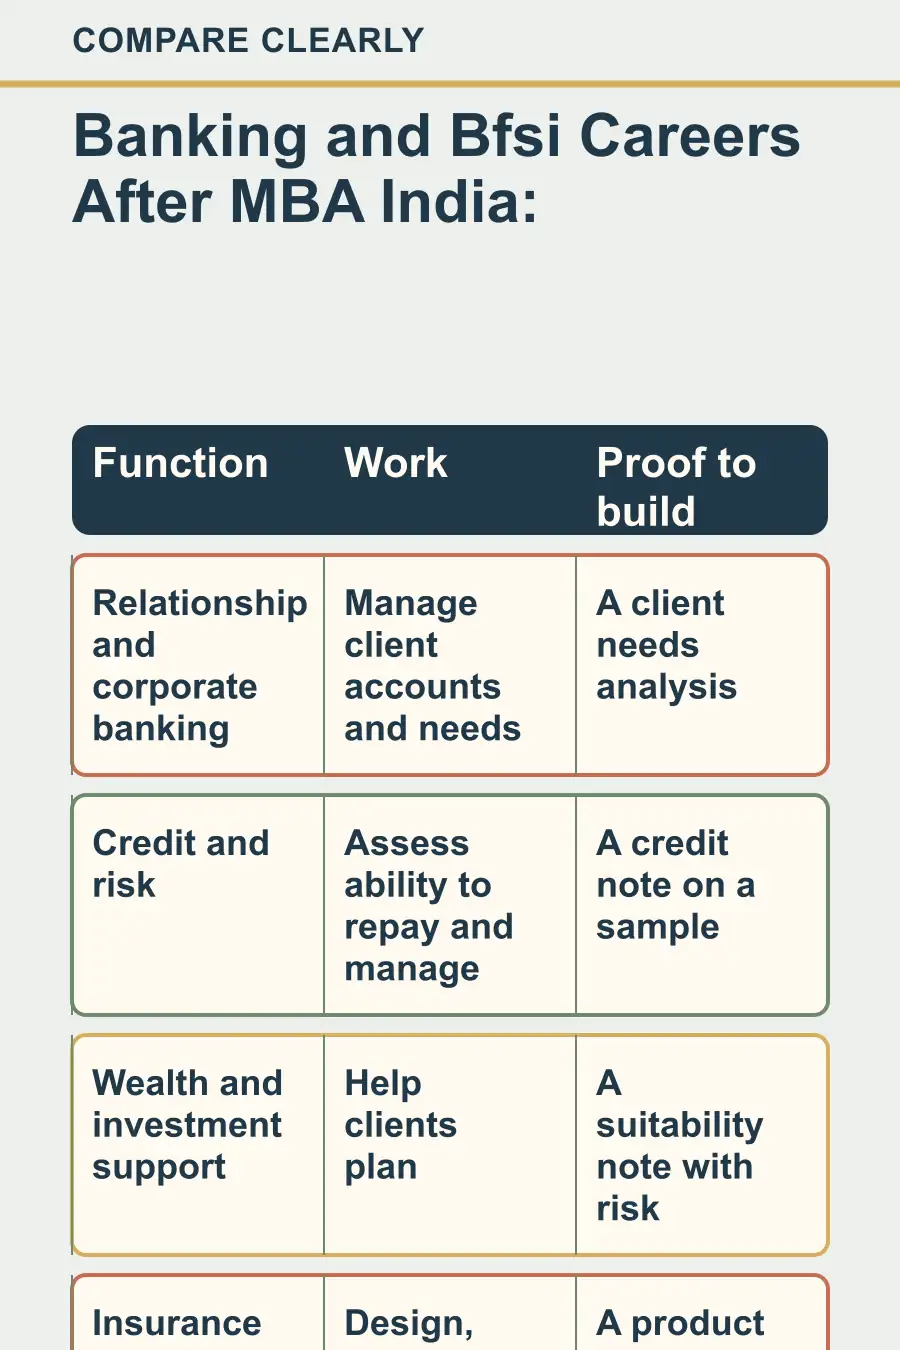 COMPARE CLEARLY
Banking and Bfsi Careers
After MBA India:
Function
Work
Proof to
build
Relationship
and
corporate
banking
Manage
client
accounts
and needs
A client
needs
analysis
Credit and
risk
Assess
ability to
repay and
manage
A credit
note on a
sample
Wealth and
investment
support
Help
clients
plan
A
suitability
note with
risk
Insurance
Design,
A product